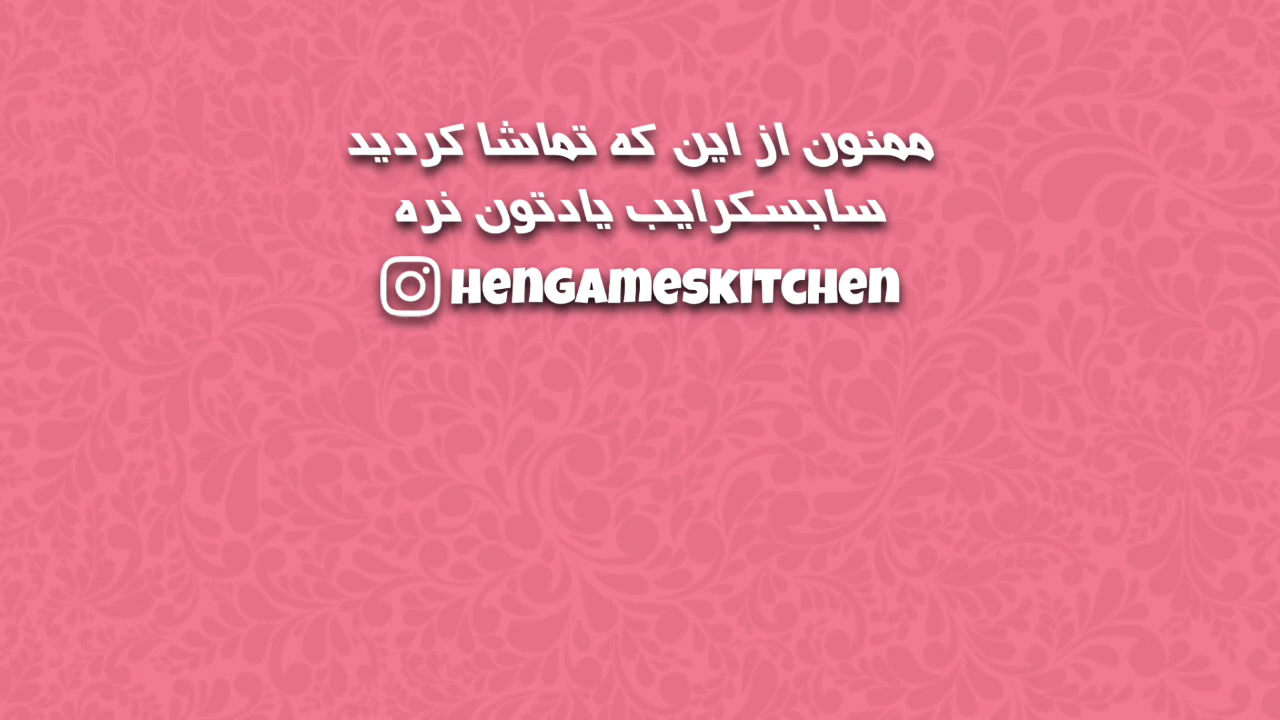 ممنون از این که تماشا کردید
سابسکرایب یادتون نره
HENGAMESKITCHEN